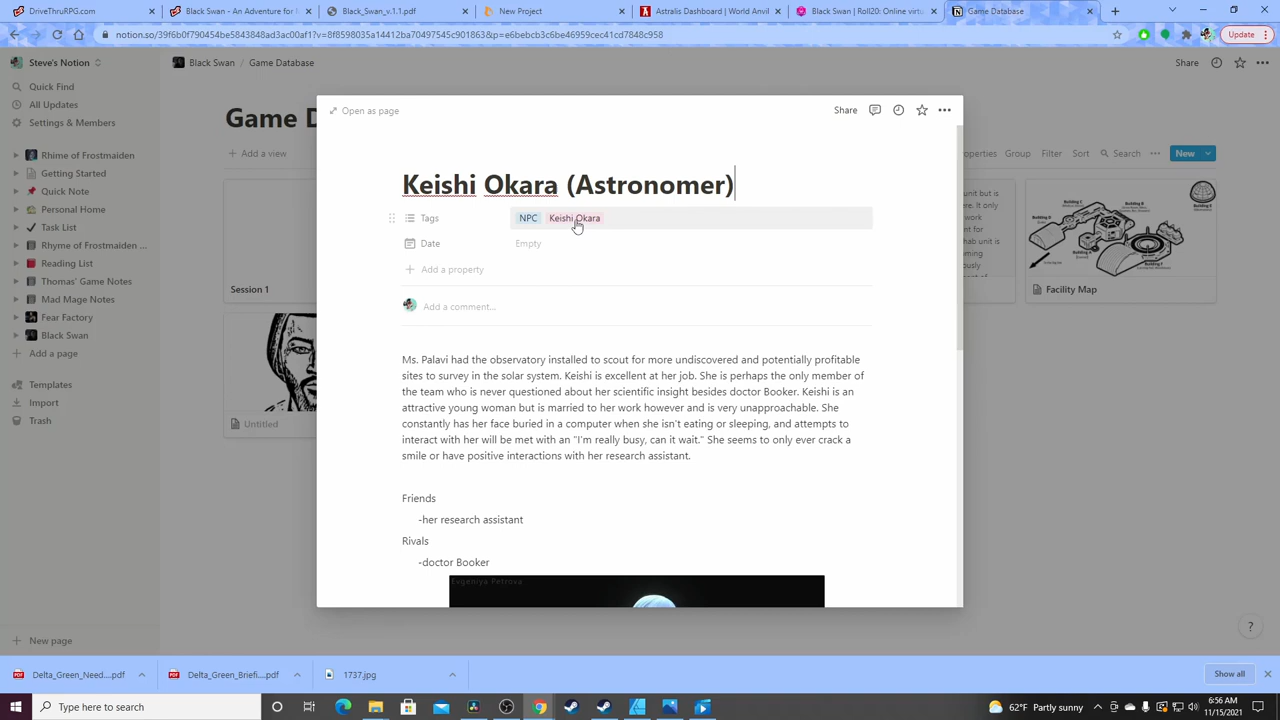 DriveThruRPG.com
Black Swan - An Adventure for
Black_Swan_v.1.1.pdf
New Project
Astralis Dashboard | World Anvil
Black Swan | Roll20: Online virtu
Game Database
notion.so/39f6b0f790454be5843848ad3ac00af1?v=8f8598035a14412ba70497545c901863&p=e6bebcb3c6be46959cec41cd7848c958
Update
Steve's Notion
Black Swan / Game Database
Share
Quick Find
All Updates
Settings & Members
Rhime of Frostmaiden
Getting Started
Quick Note
Personal Home
Task List
Rhyme of Frostmaiden ...
Reading List
Thomas' Game Notes
Mad Mage Notes
Fear Factory
Black Swan
Add a page
Templates
Import
Trash
New page
Game D
Add a view
operties Group Filter Sort Search ... New
Session 1
Untitled
Facility Map
Open as page
Share
Keishi Okara (Astronomer)
Tags NPC Keishi Okara
Date Empty
Add a property
Add a comment...
Ms. Palavi had the observatory installed to scout for more undiscovered and potentially profitable
sites to survey in the solar system. Keishi is excellent at her job. She is perhaps the only member of
the team who is never questioned about her scientific insight besides doctor Booker. Keishi is an
attractive young woman but is married to her work however and is very unapproachable. She
constantly has her face buried in a computer when she isn't eating or sleeping, and attempts to
interact with her will be met with an "I'm really busy, can it wait." She seems to only ever crack a
smile or have positive interactions with her research assistant.
Friends
-her research assistant
Rivals
-doctor Booker
Evgeniya Petrova
Delta_Green_Need....pdf
Delta_Green_Briefi....pdf
1737.jpg
Show all
Type here to search
62°F Partly sunny
6:56 AM
11/15/2021